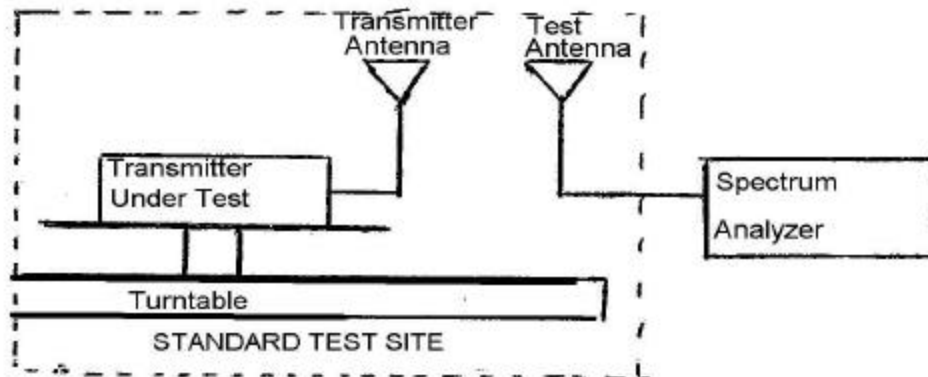 Transmitter
Antenna
Test
Antenna
Transmitter
Under Test
Spectrum
Analyzer
Turntable
STANDARD TEST SITE